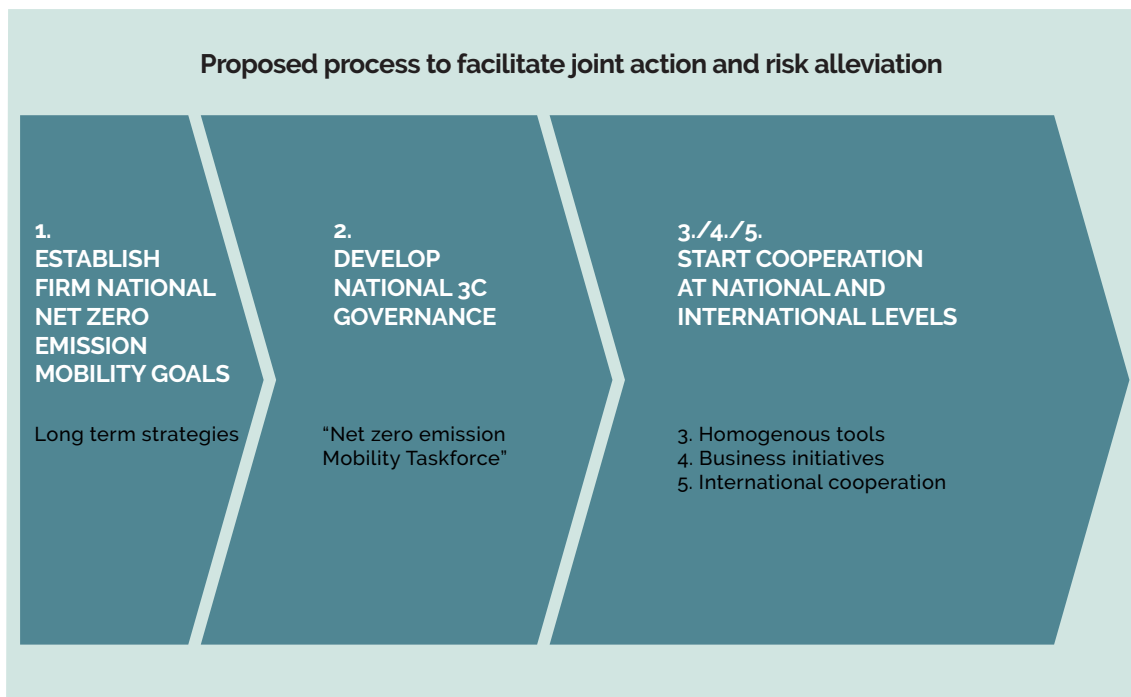 Proposed process to facilitate joint action and risk alleviation
1.
ESTABLISH
FIRM NATIONAL
NET ZERO
EMISSION
MOBILITY GOALS
Long term strategies
2.
DEVELOP
NATIONAL 3C
GOVERNANCE
“Net zero emission
Mobility Taskforce”
3./4./5.
START COOPERATION
AT NATIONAL AND
INTERNATIONAL LEVELS
3. Homogenous tools
4. Business initiatives
5. International cooperation